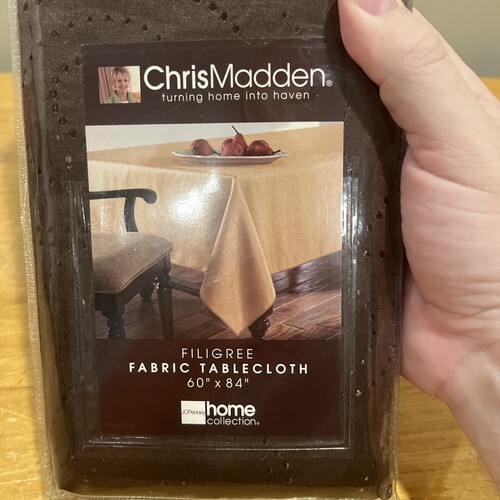 ChrisMadden®
turning home into haven
FILIGREE
FABRIC TABLECLOTH
60" x 84"
JCPenney home
collection®